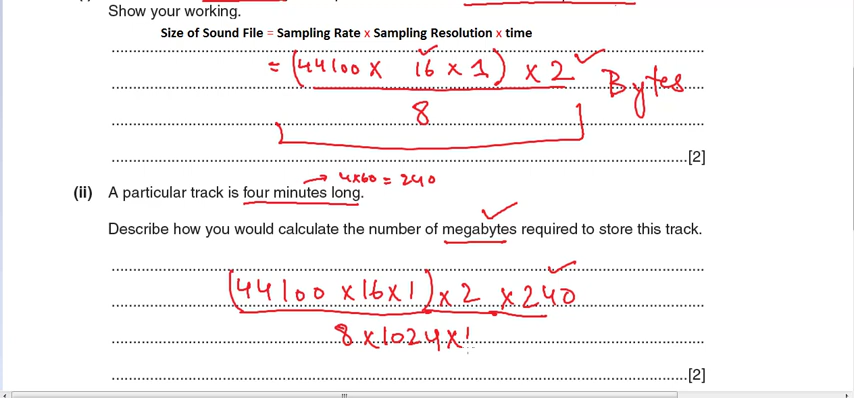 Show your working.
Size of Sound File = Sampling Rate x Sampling Resolution x time
= (44100 x 16 x 1) x 2 Bytes
8
[2]
→ 4x60 = 240
(ii) A particular track is four minutes long.
Describe how you would calculate the number of megabytes required to store this track.
(44100 x 16 x 1) x 2 x 240
8 x 1024 x
[2]